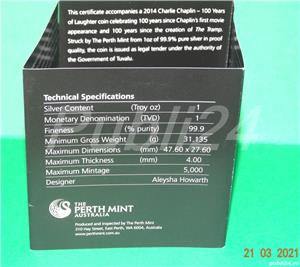 This certificate accompanies a 2014 Charlie Chaplin – 100 Years
of Laughter coin celebrating 100 years since Chaplin's first movie
appearance and 100 years since the creation of The Tramp.
Struck by The Perth Mint from 1oz of 99.9% pure silver in proof
quality, the coin is issued as legal tender under the authority of
the Government of Tuvalu.
Technical Specifications
Silver Content (Troy oz) 1
Monetary Denomination (TVD) 1
Fineness (% purity) 99.9
Minimum Gross Weight (g) 31.135
Maximum Dimensions (mm) 47.60 x 27.60
Maximum Thickness (mm) 4.00
Maximum Mintage 5,000
Designer Aleysha Howarth
Publi24
THE
PERTH MINT
AUSTRALIA
Produced and inspected by The Perth Mint
310 Hay Street, East Perth, WA 6004, Australia
www.perthmint.com.au
21 03 2021